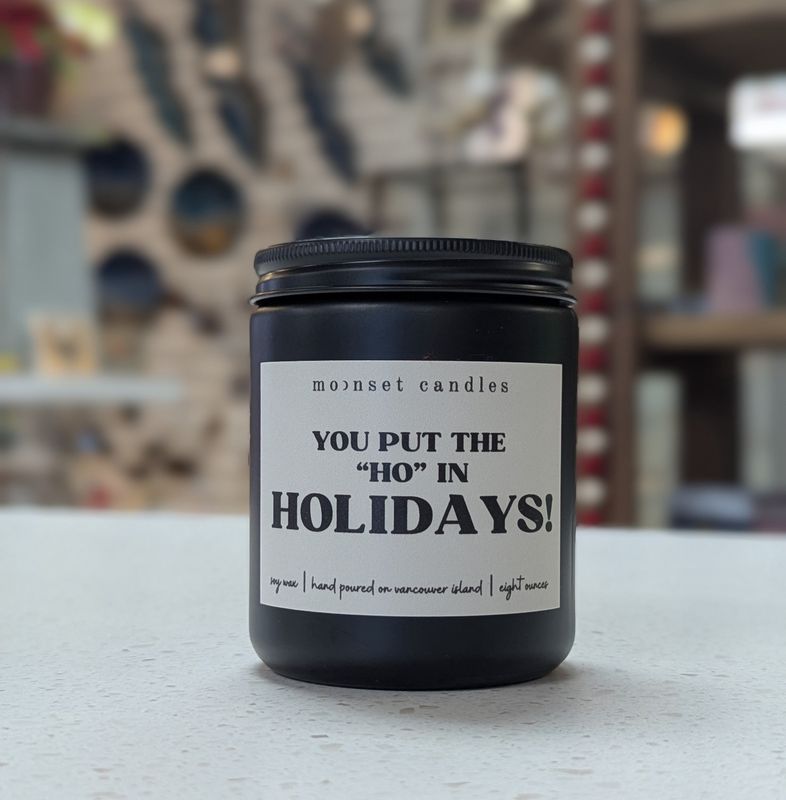 moonset candles
YOU PUT THE
“HO” IN
HOLIDAYS!
soy wax | hand poured on vancouver island | eight ounces